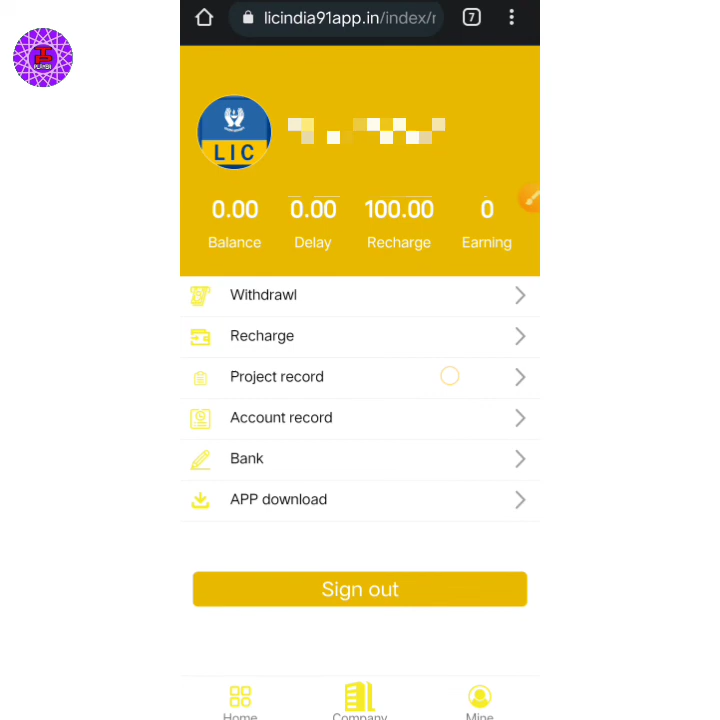 licindia91app.in/index/
7
PLAYER
LIC
0.00 0.00 100.00 0
Balance Delay Recharge Earning
Withdrawl
Recharge
Project record
Account record
Bank
APP download
Sign out
Home Company Mine